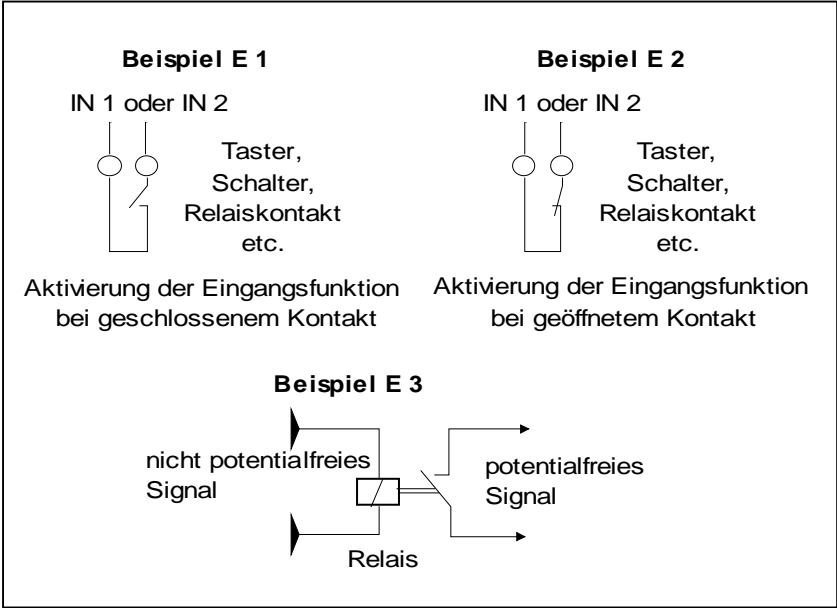 Beispiel E 1
IN 1 oder IN 2
Taster,
Schalter,
Relaiskontakt
etc.
Aktivierung der Eingangsfunktion
bei geschlossenem Kontakt
Beispiel E 2
IN 1 oder IN 2
Taster,
Schalter,
Relaiskontakt
etc.
Aktivierung der Eingangsfunktion
bei geöffnetem Kontakt
Beispiel E 3
nicht potentialfreies
Signal
potentialfreies
Signal
Relais